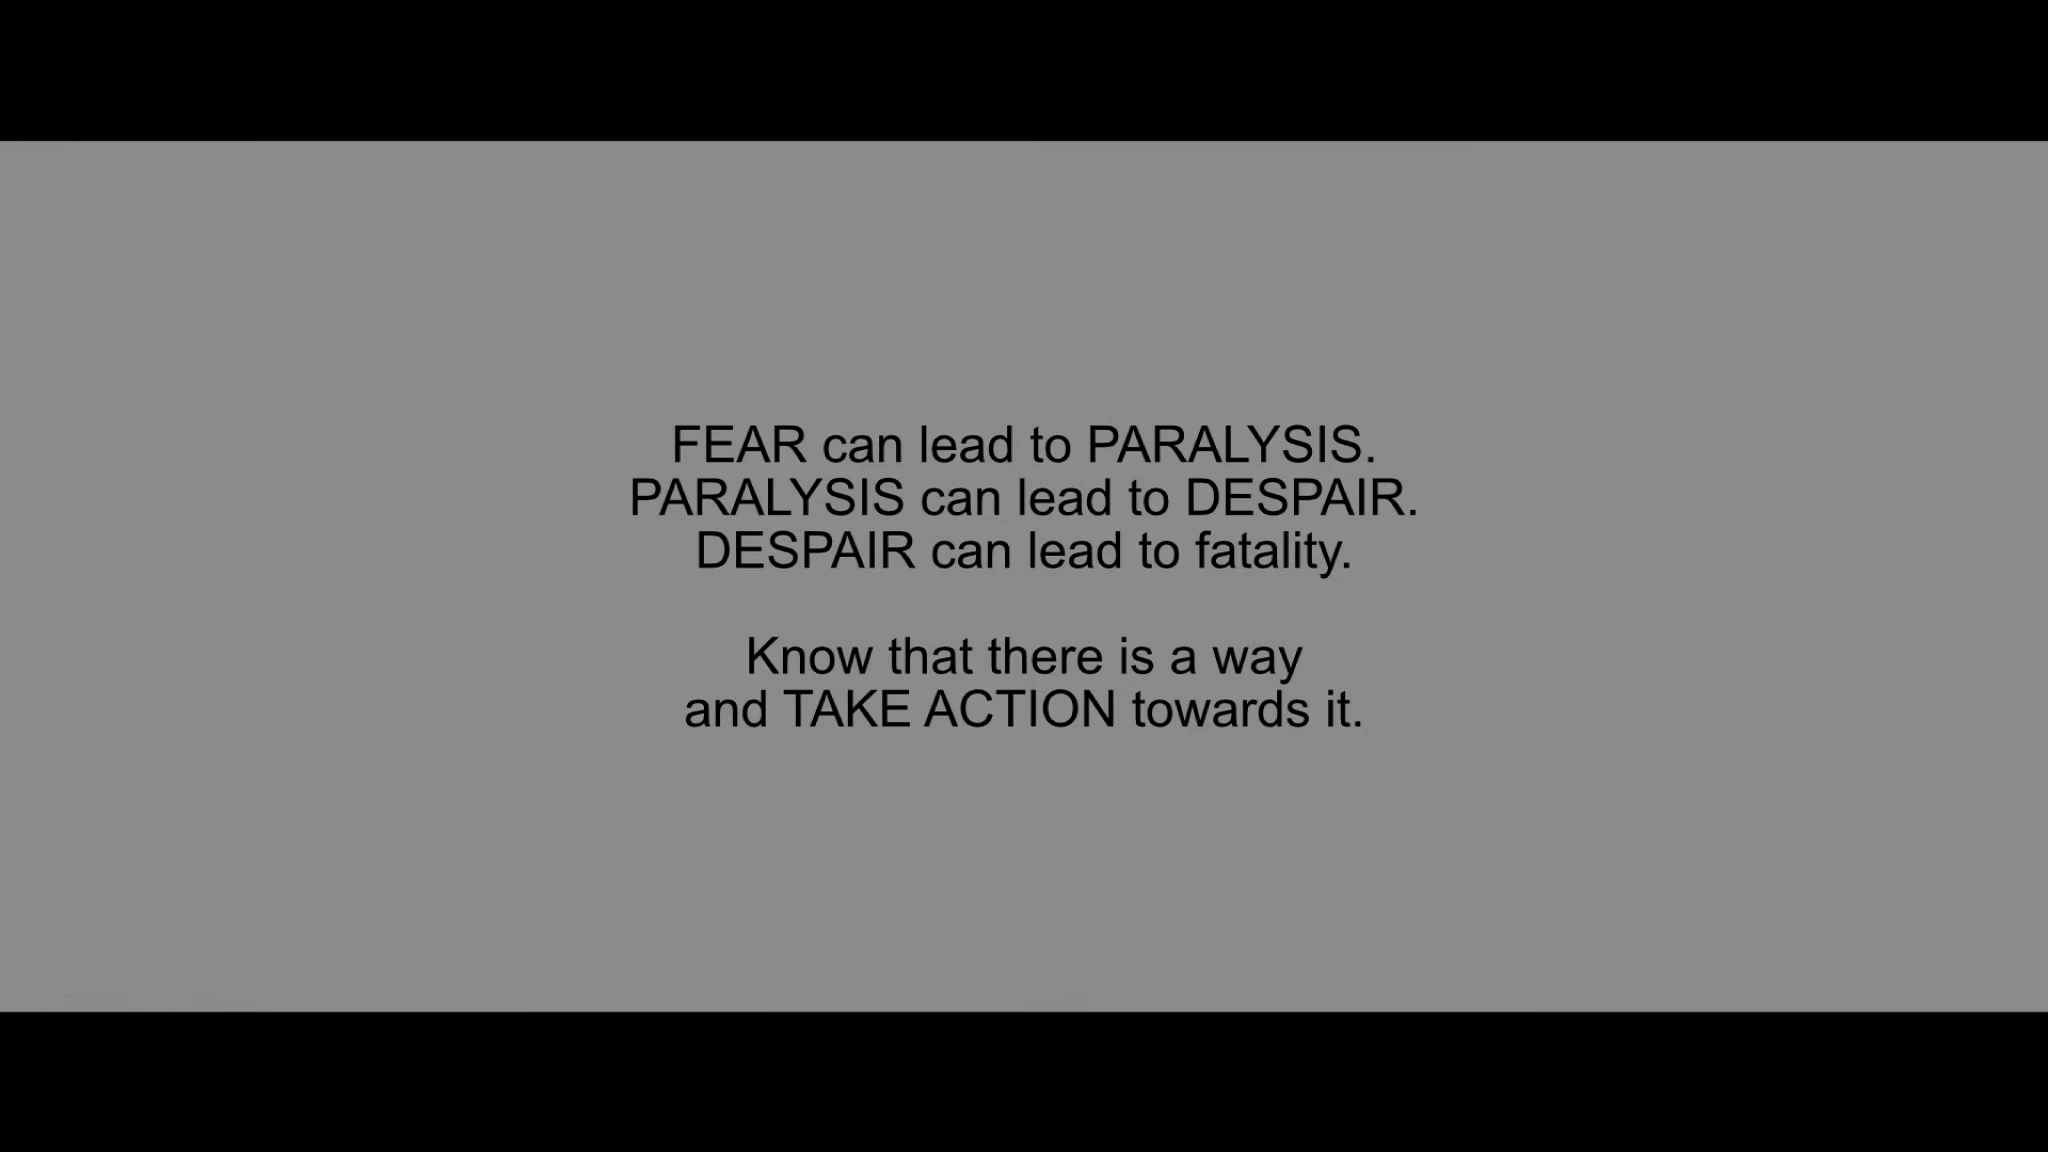 FEAR can lead to PARALYSIS.
PARALYSIS can lead to DESPAIR.
DESPAIR can lead to fatality.
Know that there is a way
and TAKE ACTION towards it.